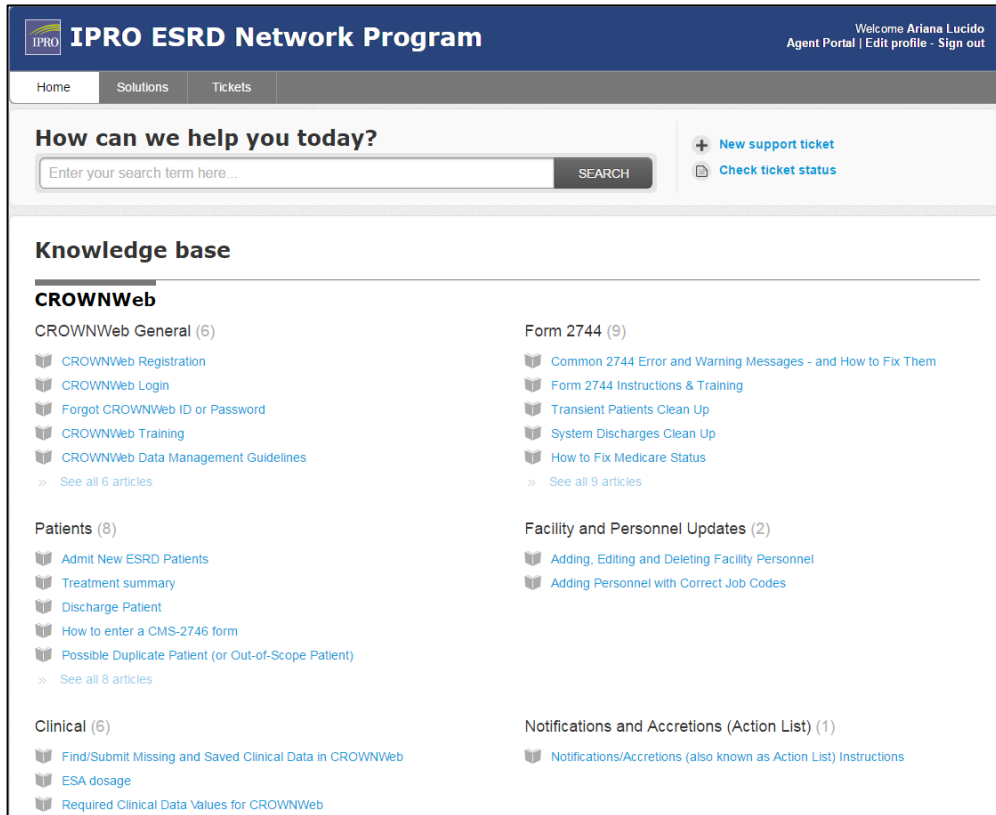 IPRO
IPRO ESRD Network Program
Welcome Ariana Lucido
Agent Portal | Edit profile - Sign out
Home Solutions Tickets
How can we help you today?
Enter your search term here...
SEARCH
New support ticket
Check ticket status
Knowledge base
CROWNWeb
CROWNWeb General (6)
CROWNWeb Registration
CROWNWeb Login
Forgot CROWNWeb ID or Password
CROWNWeb Training
CROWNWeb Data Management Guidelines
» See all 6 articles
Form 2744 (9)
Common 2744 Error and Warning Messages - and How to Fix Them
Form 2744 Instructions & Training
Transient Patients Clean Up
System Discharges Clean Up
How to Fix Medicare Status
» See all 9 articles
Patients (8)
Admit New ESRD Patients
Treatment summary
Discharge Patient
How to enter a CMS-2746 form
Possible Duplicate Patient (or Out-of-Scope Patient)
» See all 8 articles
Facility and Personnel Updates (2)
Adding, Editing and Deleting Facility Personnel
Adding Personnel with Correct Job Codes
Clinical (6)
Find/Submit Missing and Saved Clinical Data in CROWNWeb
ESA dosage
Required Clinical Data Values for CROWNWeb
Notifications and Accretions (Action List) (1)
Notifications/Accretions (also known as Action List) Instructions